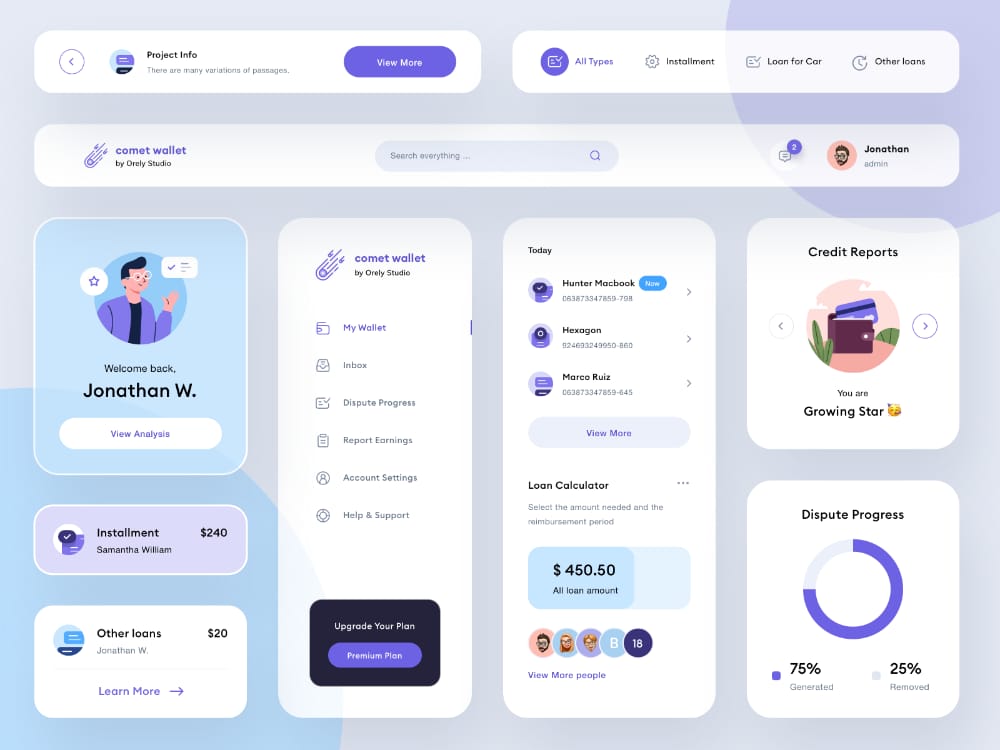 Project Info
There are many variations of passages.
View More
All Types
Installment
Loan for Car
Other loans
comet wallet
by Orely Studio
Search everything ...
2
Jonathan
admin
Welcome back,
Jonathan W.
View Analysis
Installment
$240
Samantha William
Other loans
$20
Jonathan W.
Learn More
comet wallet
by Orely Studio
My Wallet
Inbox
Dispute Progress
Report Earnings
Account Settings
Help & Support
Upgrade Your Plan
Premium Plan
Today
Hunter Macbook
Now
063873347859-798
Hexagon
924693249950-860
Marco Ruiz
063873347859-645
View More
Loan Calculator
Select the amount needed and the
reimbursement period
$ 450.50
All loan amount
B
18
View More people
Credit Reports
You are
Growing Star 🥳
Dispute Progress
75%
Generated
25%
Removed